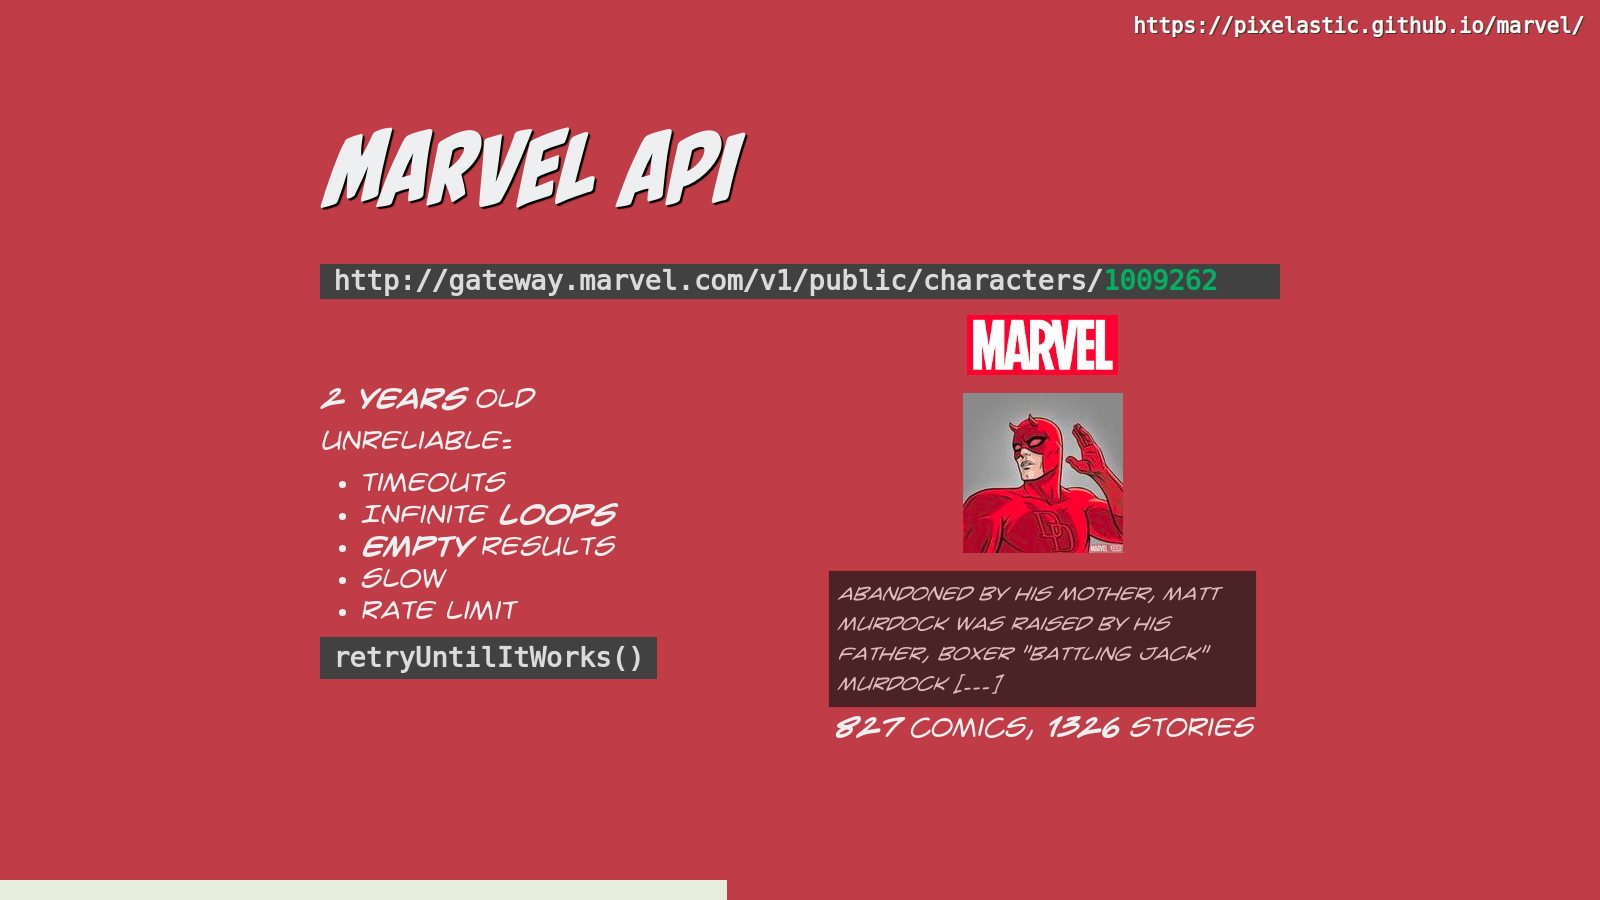 https://pixelastic.github.io/marvel/
MARVEL API
http://gateway.marvel.com/v1/public/characters/1009262
MARVEL
2 YEARS OLD
UNRELIABLE:
• TIMEOUTS
• INFINITE LOOPS
• EMPTY RESULTS
• SLOW
• RATE LIMIT
retryUntilItWorks()
DD
MARVEL
ABANDONED BY HIS MOTHER, MATT
MURDOCK WAS RAISED BY HIS
FATHER, BOXER "BATTLING JACK"
MURDOCK [...]
827 COMICS, 1326 STORIES